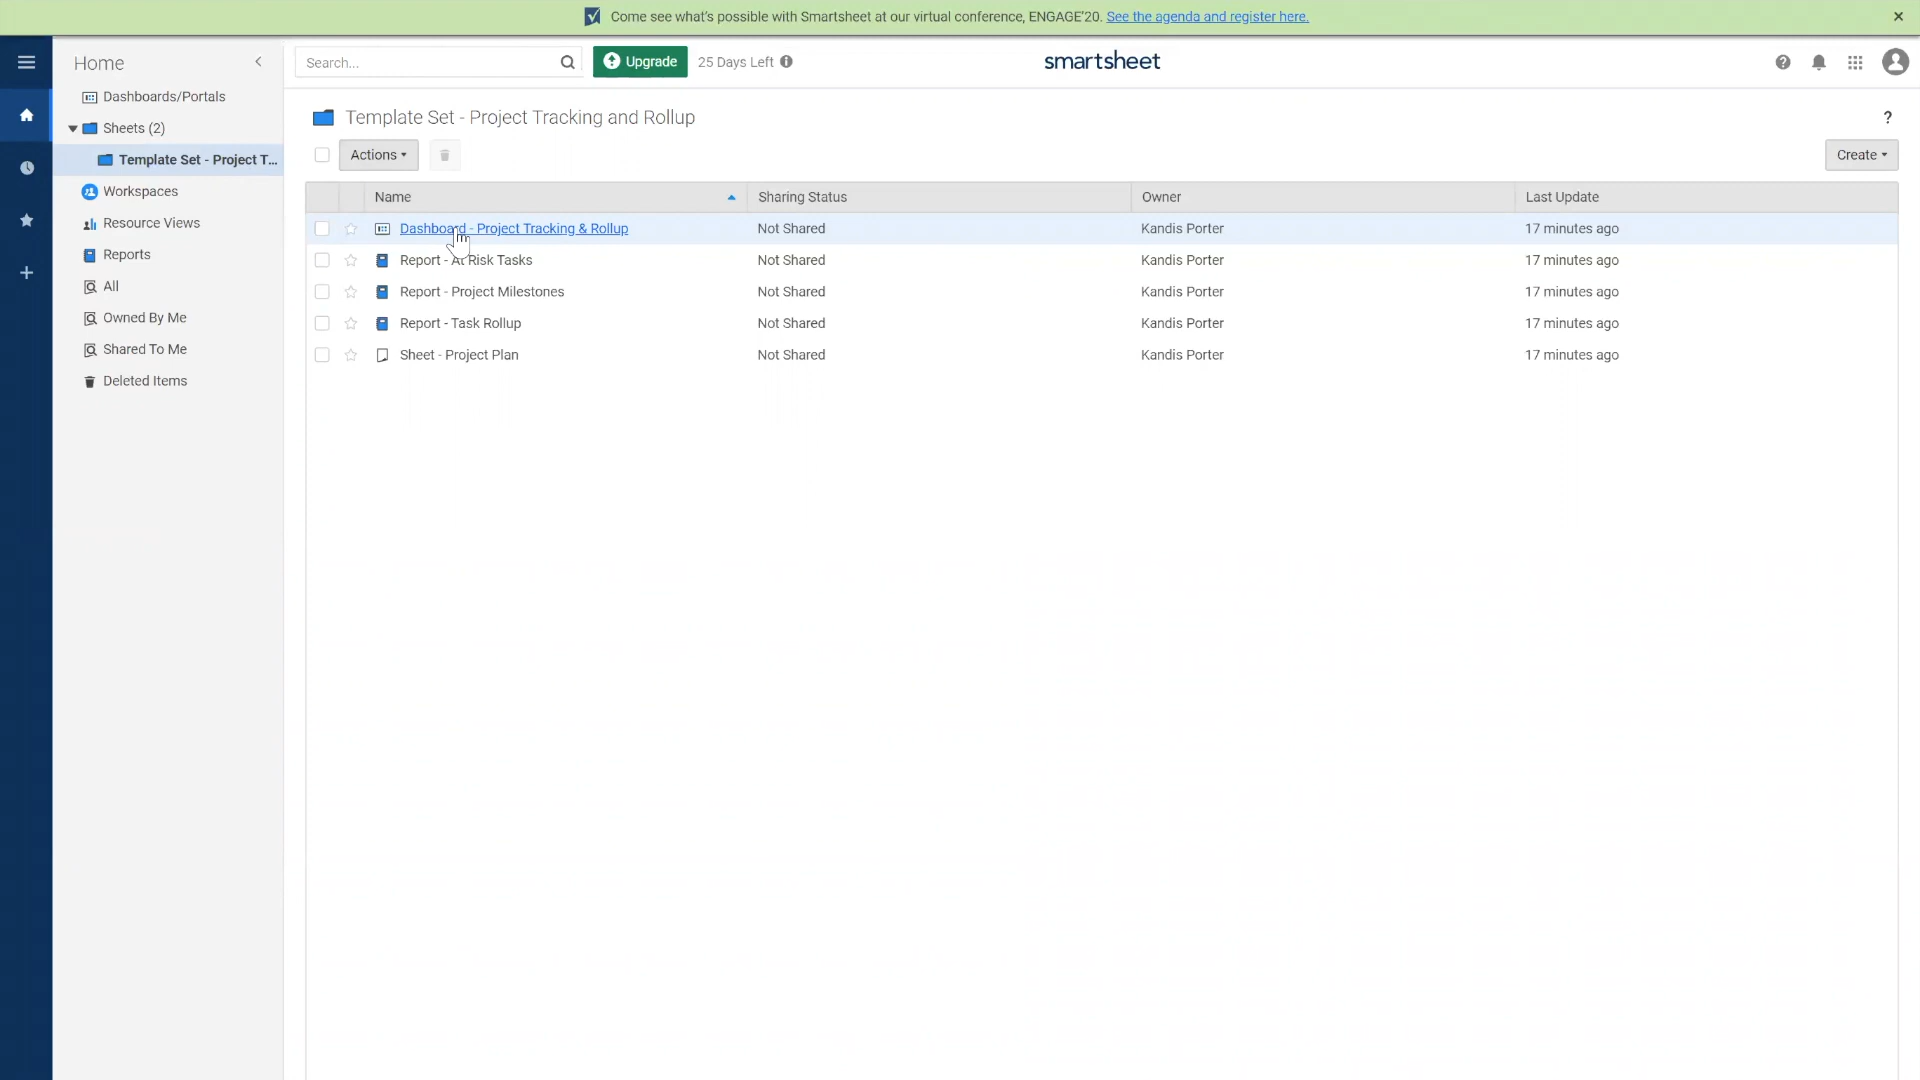 Come see what's possible with Smartsheet at our virtual conference, ENGAGE'20. See the agenda and register here.
Home
Search...
Upgrade
25 Days Left
smartsheet
Dashboards/Portals
Sheets (2)
Template Set - Project T...
Workspaces
Resource Views
Reports
All
Owned By Me
Shared To Me
Deleted Items
Template Set - Project Tracking and Rollup
?
Actions
Create
Name Sharing Status Owner Last Update
Dashboard - Project Tracking & Rollup Not Shared Kandis Porter 17 minutes ago
Report - At Risk Tasks Not Shared Kandis Porter 17 minutes ago
Report - Project Milestones Not Shared Kandis Porter 17 minutes ago
Report - Task Rollup Not Shared Kandis Porter 17 minutes ago
Sheet - Project Plan Not Shared Kandis Porter 17 minutes ago